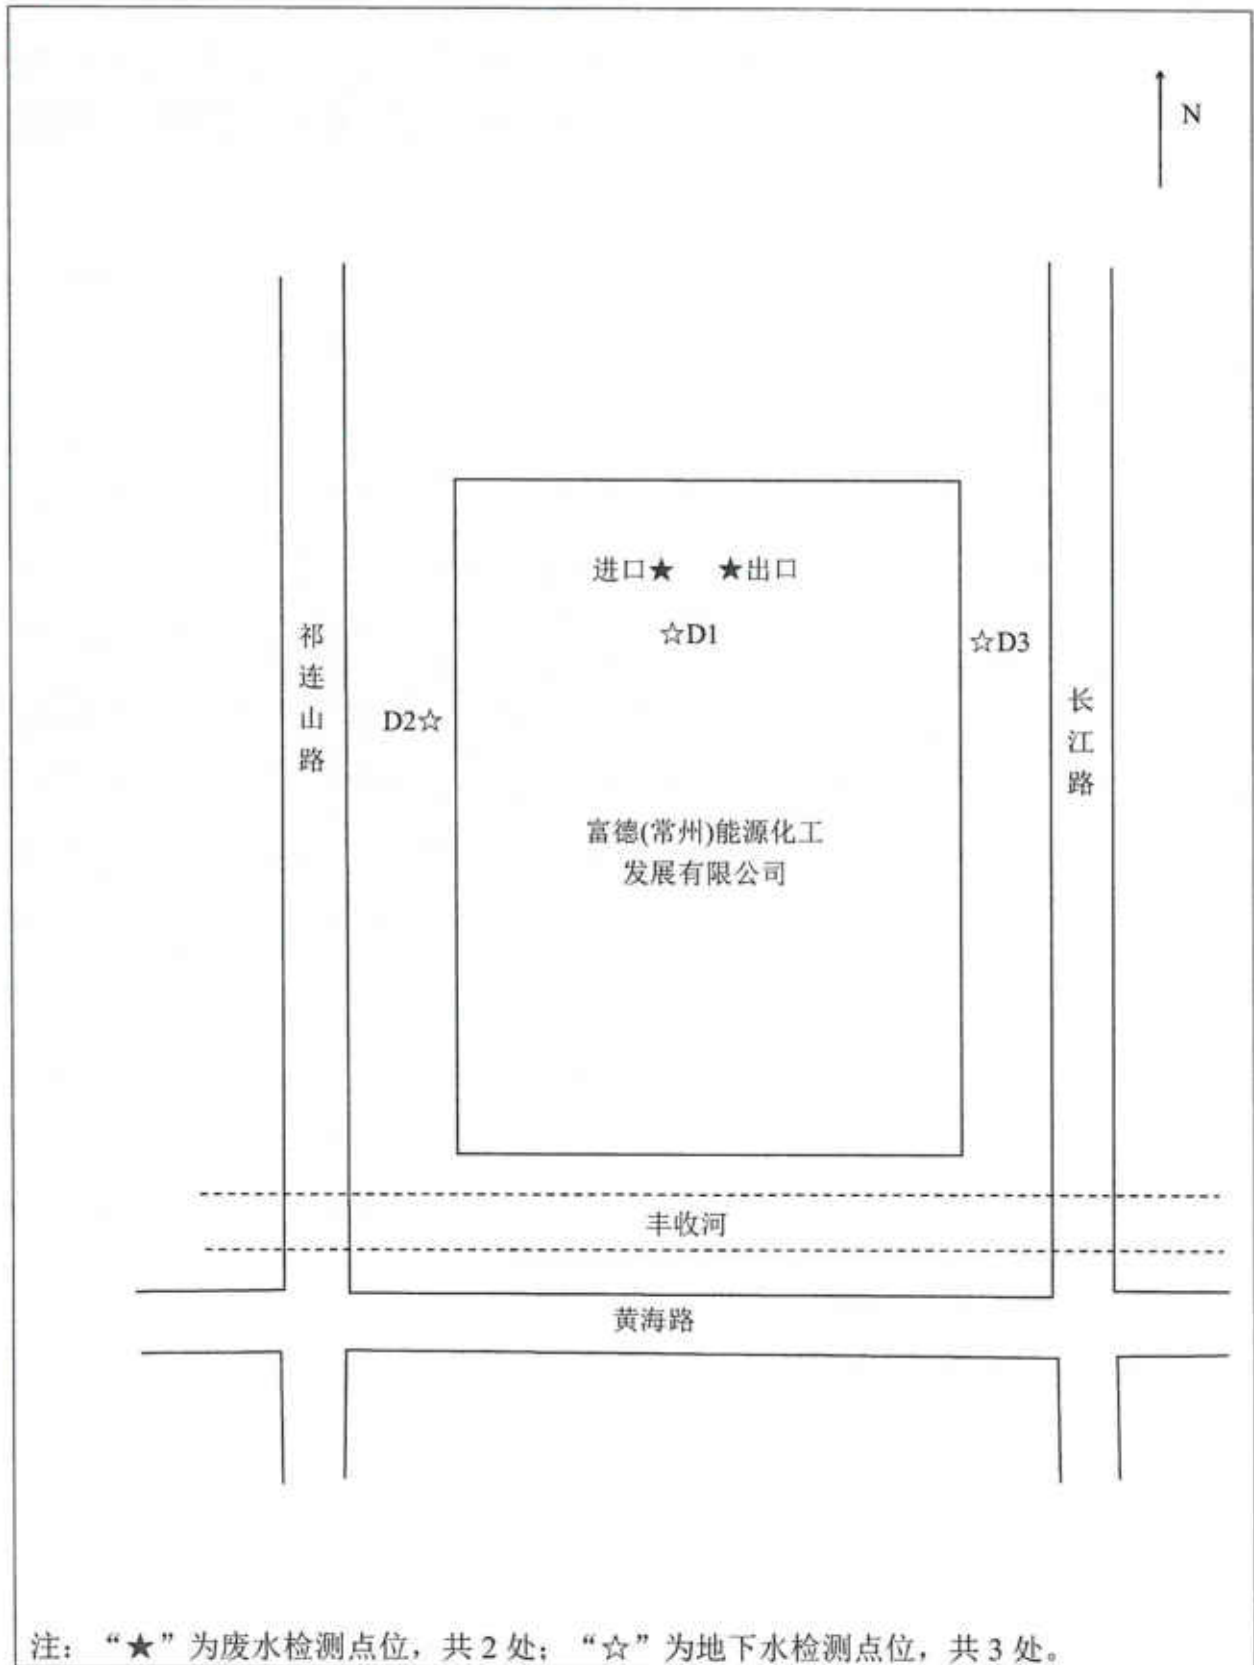 N
进口★ ★出口
☆D1
☆D3
D2☆
祁连山路
长江路
富德(常州)能源化工
发展有限公司
丰收河
黄海路
注：“★”为废水检测点位，共2处；“☆”为地下水检测点位，共3处。